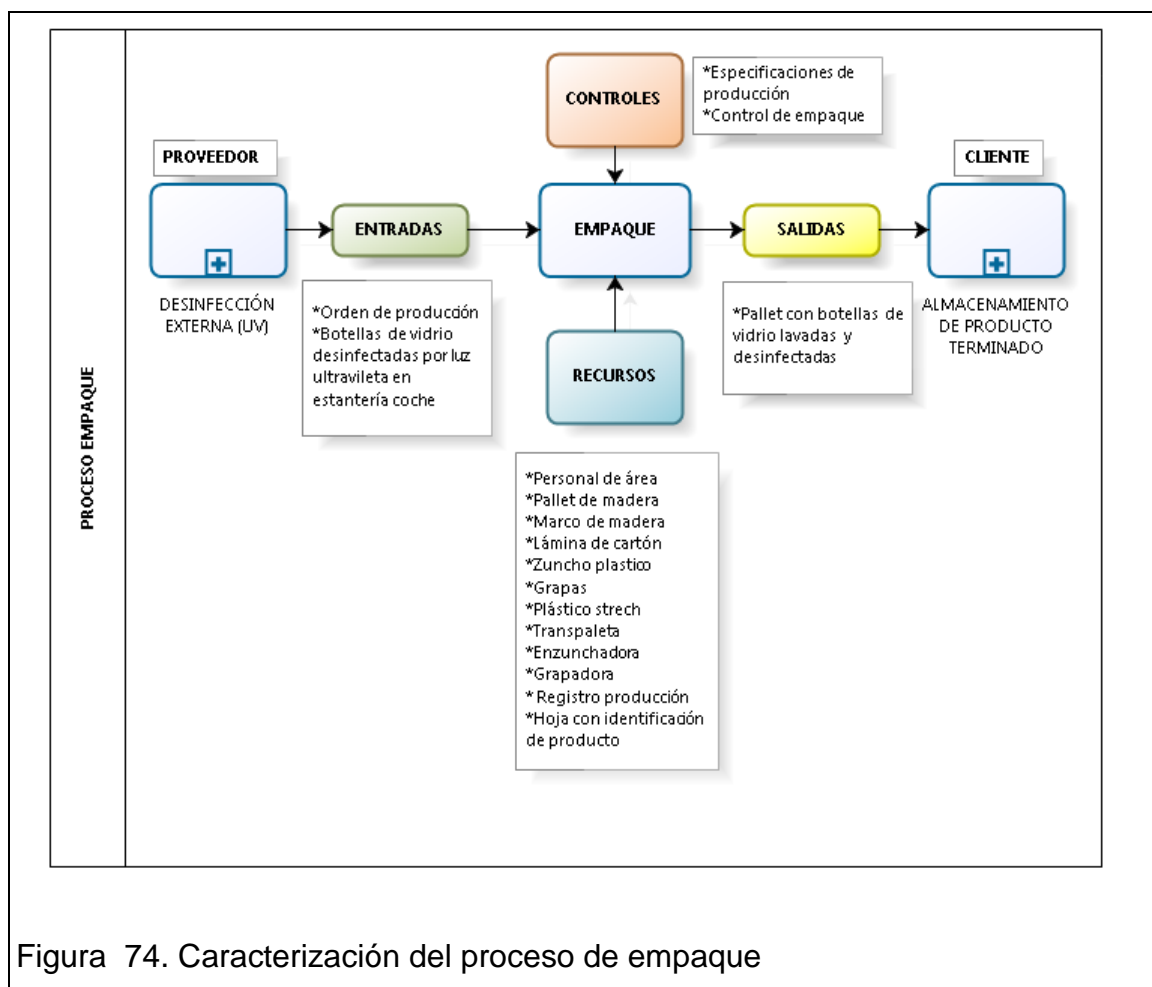 PROCESO EMPAQUE
CONTROLES
*Especificaciones de
producción
*Control de empaque
PROVEEDOR
CLIENTE
ENTRADAS
EMPAQUE
SALIDAS
DESINFECCIÓN
EXTERNA (UV)
*Orden de producción
*Botellas de vidrio
desinfectadas por luz
ultravileta en
estantería coche
RECURSOS
*Pallet con botellas de
vidrio lavadas y
desinfectadas
ALMACENAMIENTO
DE PRODUCTO
TERMINADO
*Personal de área
*Pallet de madera
*Marco de madera
*Lámina de cartón
*Zuncho plastico
*Grapas
*Plástico strech
*Transpaleta
*Enzunchadora
*Grapadora
* Registro producción
*Hoja con identificación
de producto
Figura 74. Caracterización del proceso de empaque